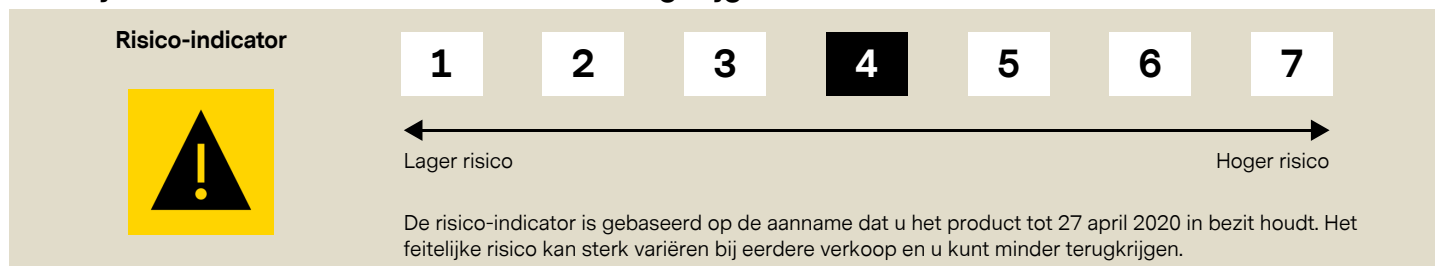 Risico-indicator
1 2 3 4 5 6 7
Lager risico Hoger risico
De risico-indicator is gebaseerd op de aanname dat u het product tot 27 april 2020 in bezit houdt. Het
feitelijke risico kan sterk variëren bij eerdere verkoop en u kunt minder terugkrijgen.